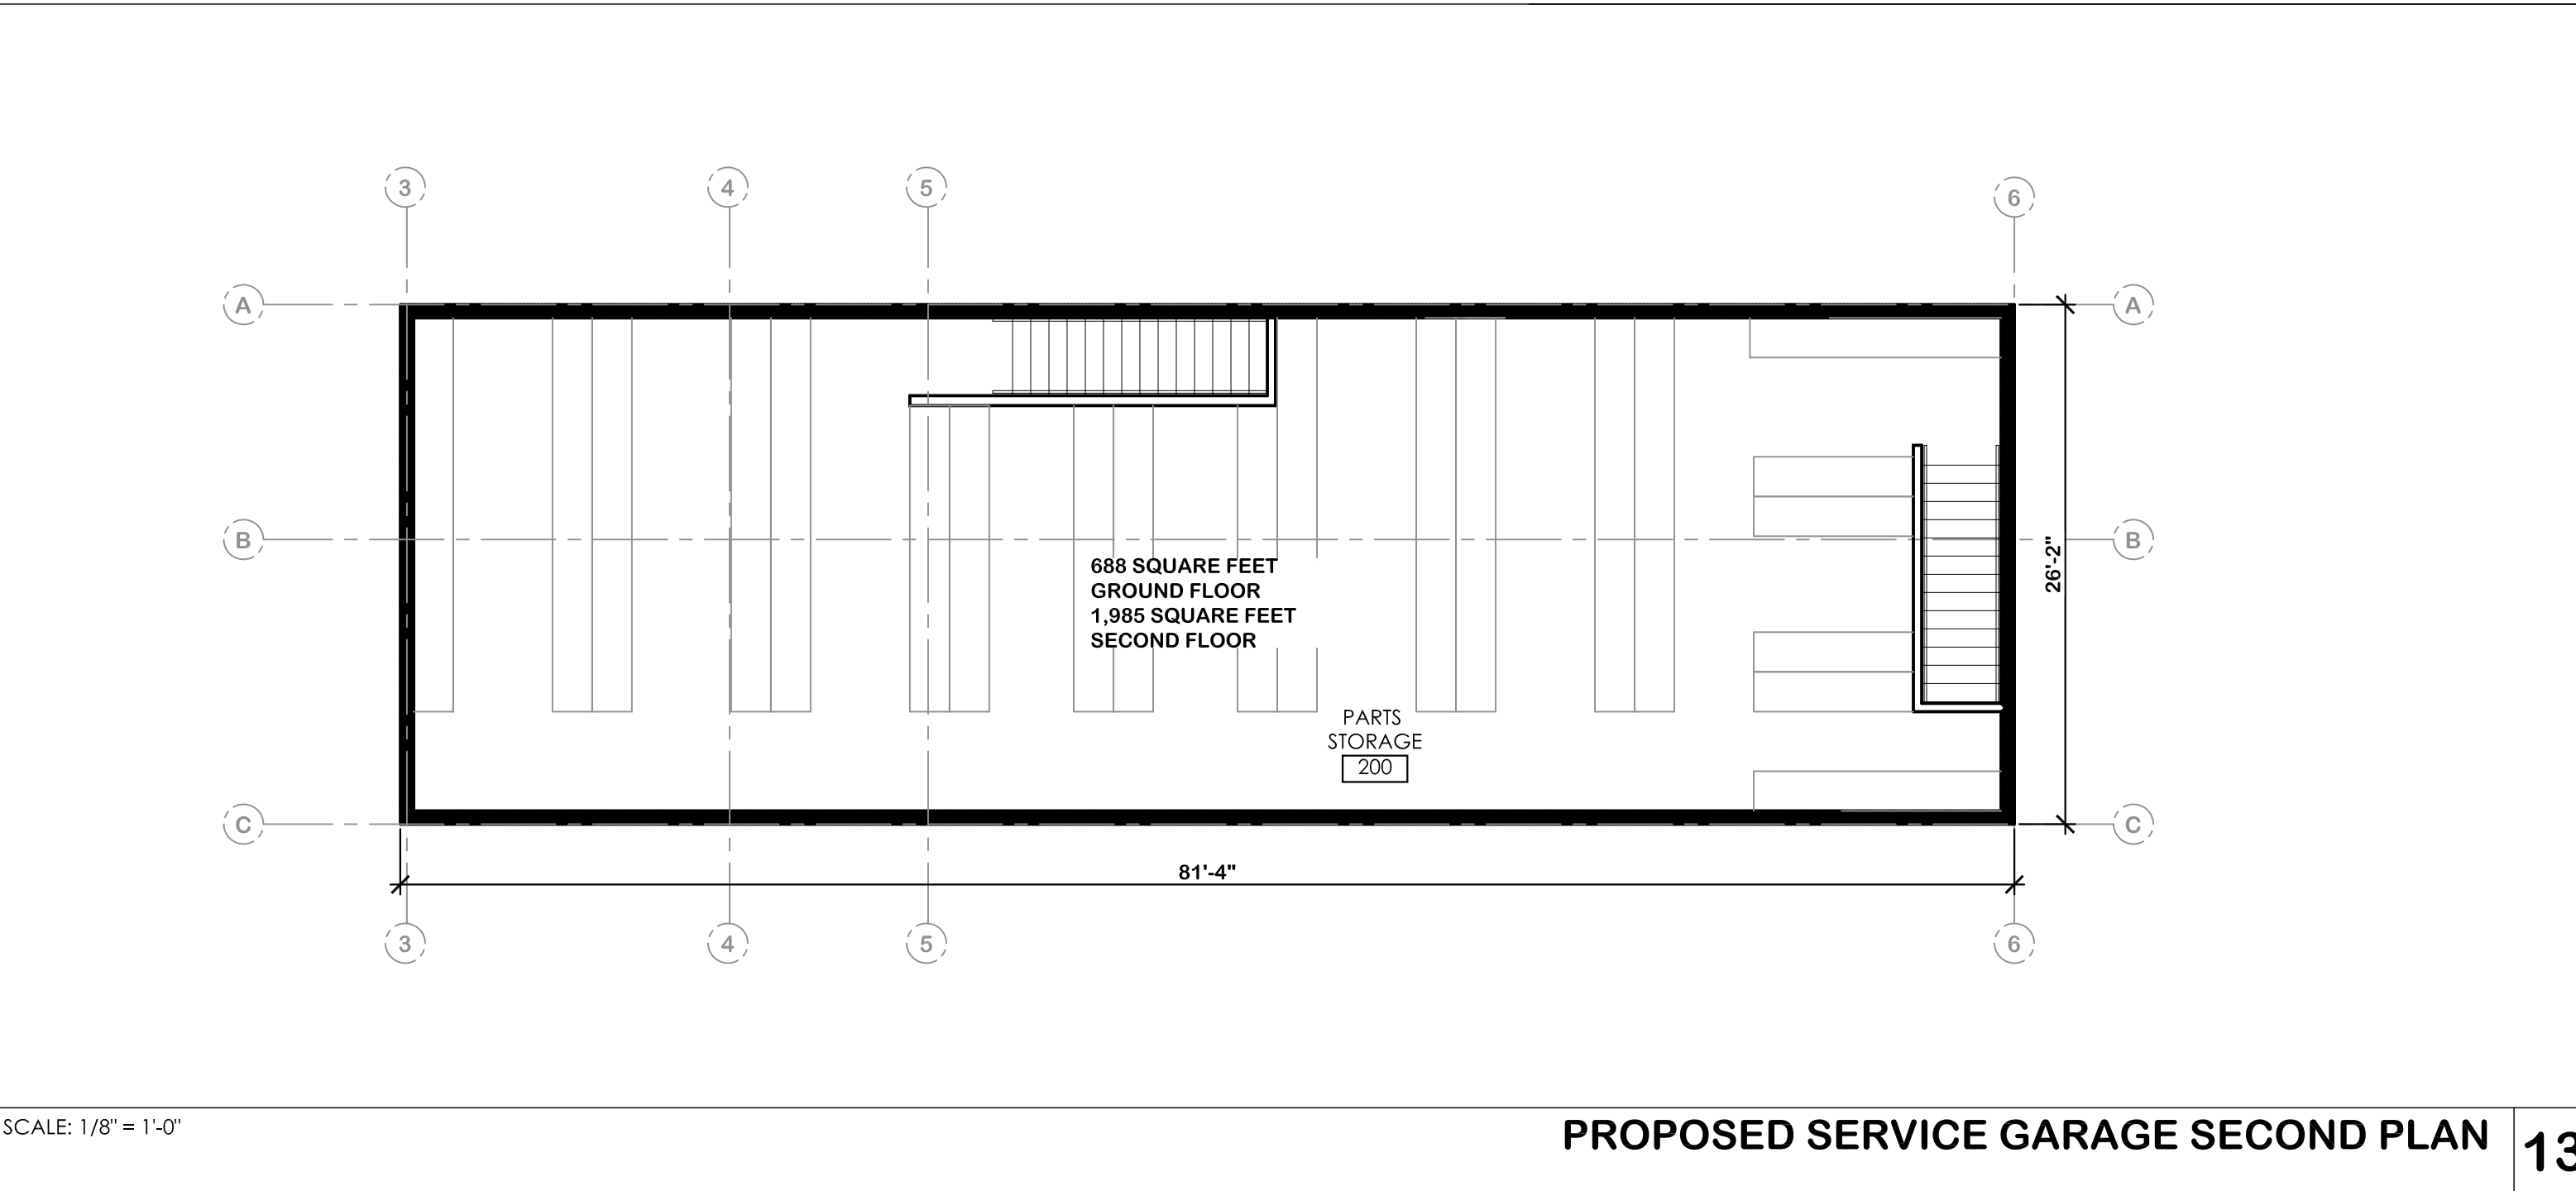 3 4 5 6
A A
B B
26'-2"
688 SQUARE FEET
GROUND FLOOR
1,985 SQUARE FEET
SECOND FLOOR
PARTS
STORAGE
200
C C
81'-4"
3 4 5 6
SCALE: 1/8" = 1'-0"
PROPOSED SERVICE GARAGE SECOND PLAN